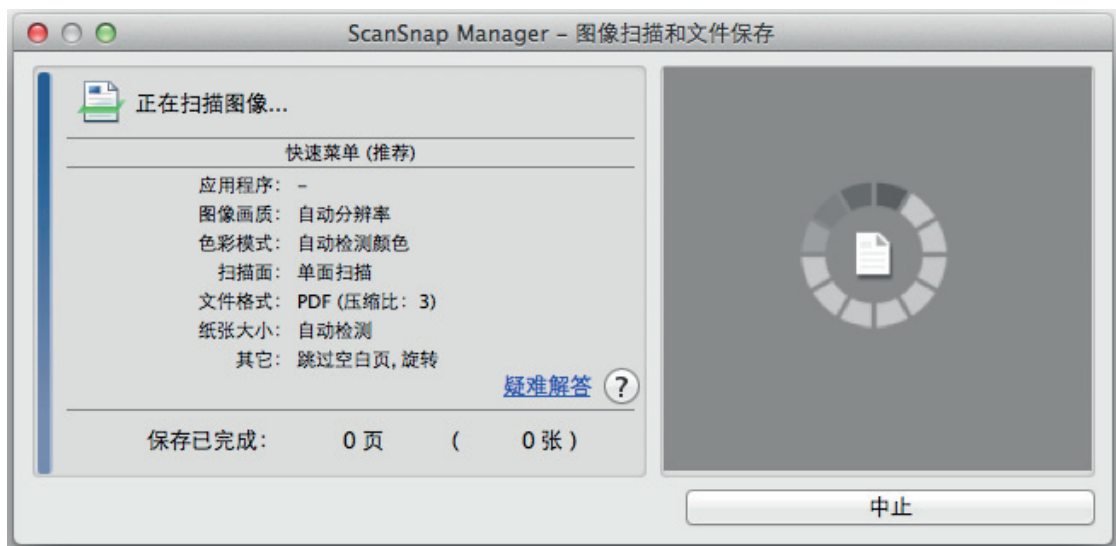 ScanSnap Manager – 图像扫描和文件保存
正在扫描图像...
快速菜单 (推荐)
应用程序: –
图像画质: 自动分辨率
色彩模式: 自动检测颜色
扫描面: 单面扫描
文件格式: PDF (压缩比: 3)
纸张大小: 自动检测
其它: 跳过空白页, 旋转
疑难解答 ?
保存已完成: 0 页 ( 0 张 )
中止